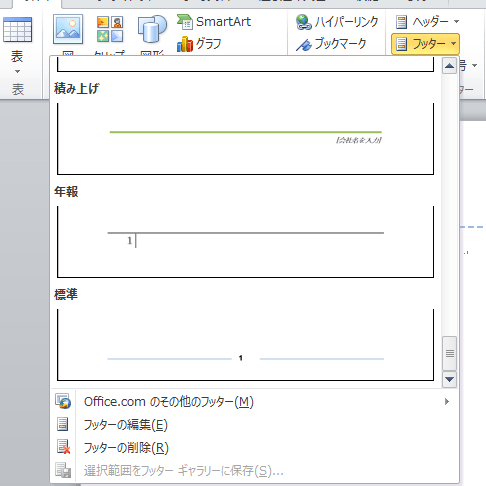 SmartArt
ハイパーリンク
ヘッダー
表
図
クリップ
図形
グラフ
ブックマーク
フッター
号
表
ター
積み上げ
[会社名を入力]
年報
1
標準
1
Office.com のその他のフッター(M)
フッターの編集(E)
フッターの削除(R)
選択範囲をフッター ギャラリーに保存(S)...